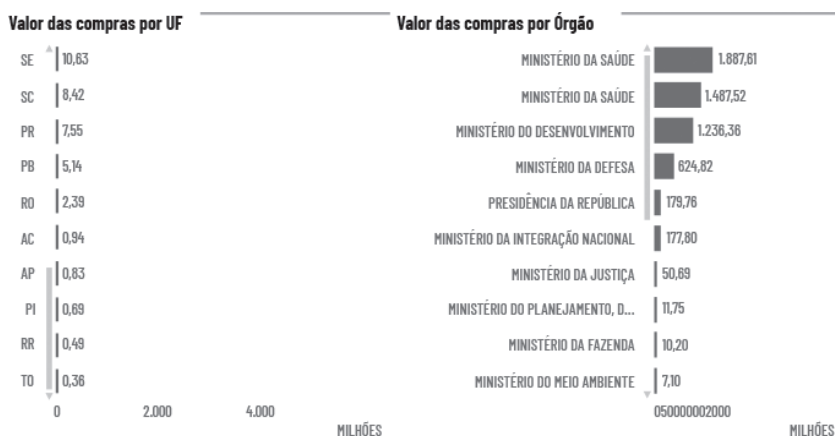 Valor das compras por UF
SE 10,63
SC 8,42
PR 7,55
PB 5,14
RO 2,39
AC 0,94
AP 0,83
PI 0,69
RR 0,49
TO 0,36
0 2.000 4.000
MILHÕES
Valor das compras por Órgão
MINISTÉRIO DA SAÚDE 1.887,61
MINISTÉRIO DA SAÚDE 1.487,52
MINISTÉRIO DO DESENVOLVIMENTO 1.236,36
MINISTÉRIO DA DEFESA 624,82
PRESIDÊNCIA DA REPÚBLICA 179,76
MINISTÉRIO DA INTEGRAÇÃO NACIONAL 177,80
MINISTÉRIO DA JUSTIÇA 50,69
MINISTÉRIO DO PLANEJAMENTO, D... 11,75
MINISTÉRIO DA FAZENDA 10,20
MINISTÉRIO DO MEIO AMBIENTE 7,10
050000002000
MILHÕES